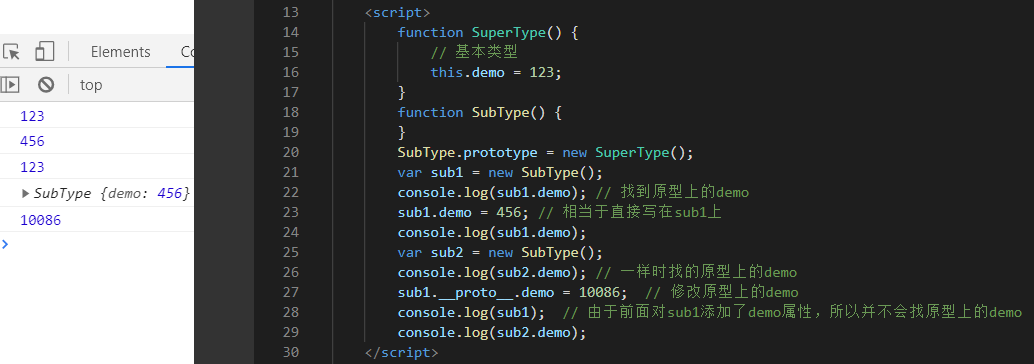 Elements
Co
top
123
456
123
▶ SubType {demo: 456}
10086
>
13 <script>
14 function SuperType() {
15 // 基本类型
16 this.demo = 123;
17 }
18 function SubType() {
19 }
20 SubType.prototype = new SuperType();
21 var sub1 = new SubType();
22 console.log(sub1.demo); // 找到原型上的demo
23 sub1.demo = 456; // 相当于直接写在sub1上
24 console.log(sub1.demo);
25 var sub2 = new SubType();
26 console.log(sub2.demo); // 一样时找的原型上的demo
27 sub1.__proto__.demo = 10086;  // 修改原型上的demo
28 console.log(sub1);  // 由于前面对sub1添加了demo属性，所以并不会找原型上的demo
29 console.log(sub2.demo);
30 </script>